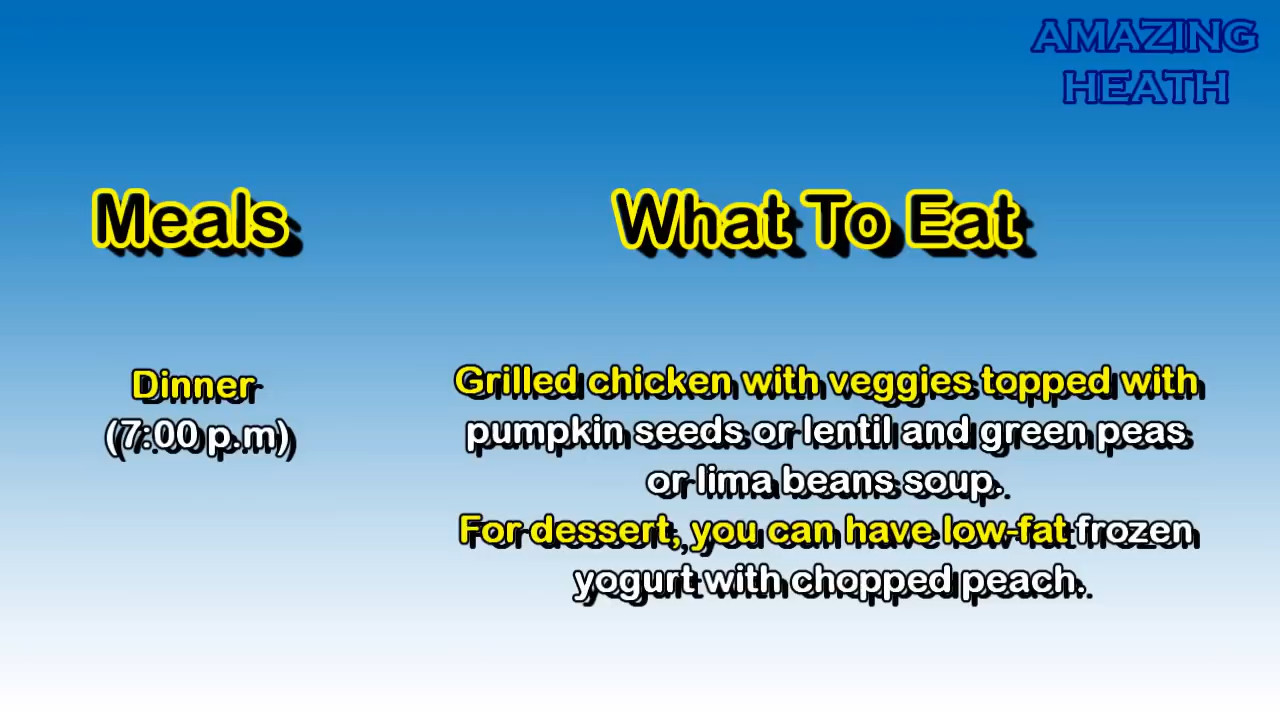 AMAZING
HEATH
Meals
What To Eat
Dinner
(7:00 p.m)
Grilled chicken with veggies topped with
pumpkin seeds or lentil and green peas
or lima beans soup.
For dessert, you can have low-fat frozen
yogurt with chopped peach.